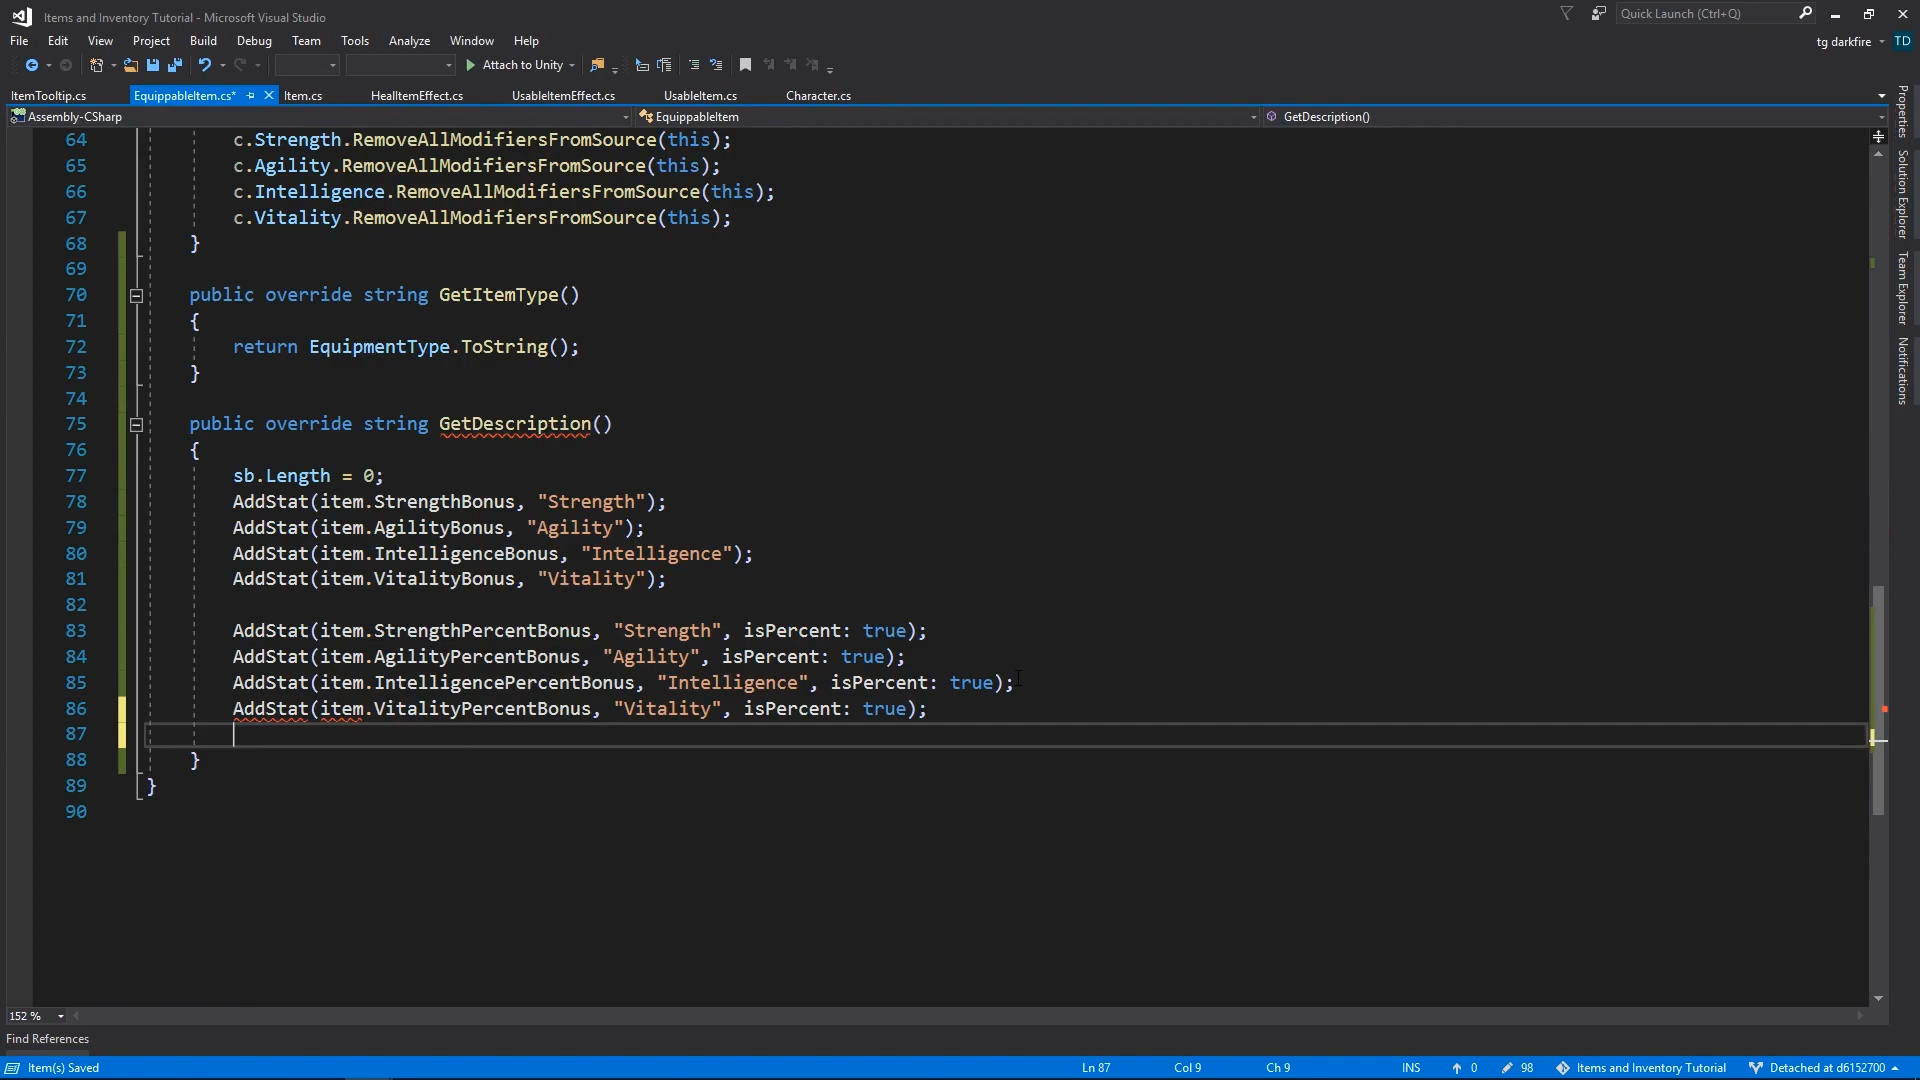 Items and Inventory Tutorial - Microsoft Visual Studio
Quick Launch (Ctrl+Q)
File Edit View Project Build Debug Team Tools Analyze Window Help
tg darkfire TD
Attach to Unity
ItemTooltip.cs EquippableItem.cs* Item.cs HealItemEffect.cs UsableItemEffect.cs UsableItem.cs Character.cs
Assembly-CSharp EquippableItem GetDescription()
64 c.Strength.RemoveAllModifiersFromSource(this);
65 c.Agility.RemoveAllModifiersFromSource(this);
66 c.Intelligence.RemoveAllModifiersFromSource(this);
67 c.Vitality.RemoveAllModifiersFromSource(this);
68 }
69
70 public override string GetItemType()
71 {
72 return EquipmentType.ToString();
73 }
74
75 public override string GetDescription()
76 {
77 sb.Length = 0;
78 AddStat(item.StrengthBonus, "Strength");
79 AddStat(item.AgilityBonus, "Agility");
80 AddStat(item.IntelligenceBonus, "Intelligence");
81 AddStat(item.VitalityBonus, "Vitality");
82
83 AddStat(item.StrengthPercentBonus, "Strength", isPercent: true);
84 AddStat(item.AgilityPercentBonus, "Agility", isPercent: true);
85 AddStat(item.IntelligencePercentBonus, "Intelligence", isPercent: true);
86 AddStat(item.VitalityPercentBonus, "Vitality", isPercent: true);
87
88 }
89 }
90
Properties
Solution Explorer
Team Explorer
Notifications
152 %
Find References
Item(s) Saved Ln 87 Col 9 Ch 9 INS 0 98 Items and Inventory Tutorial Detached at d6152700